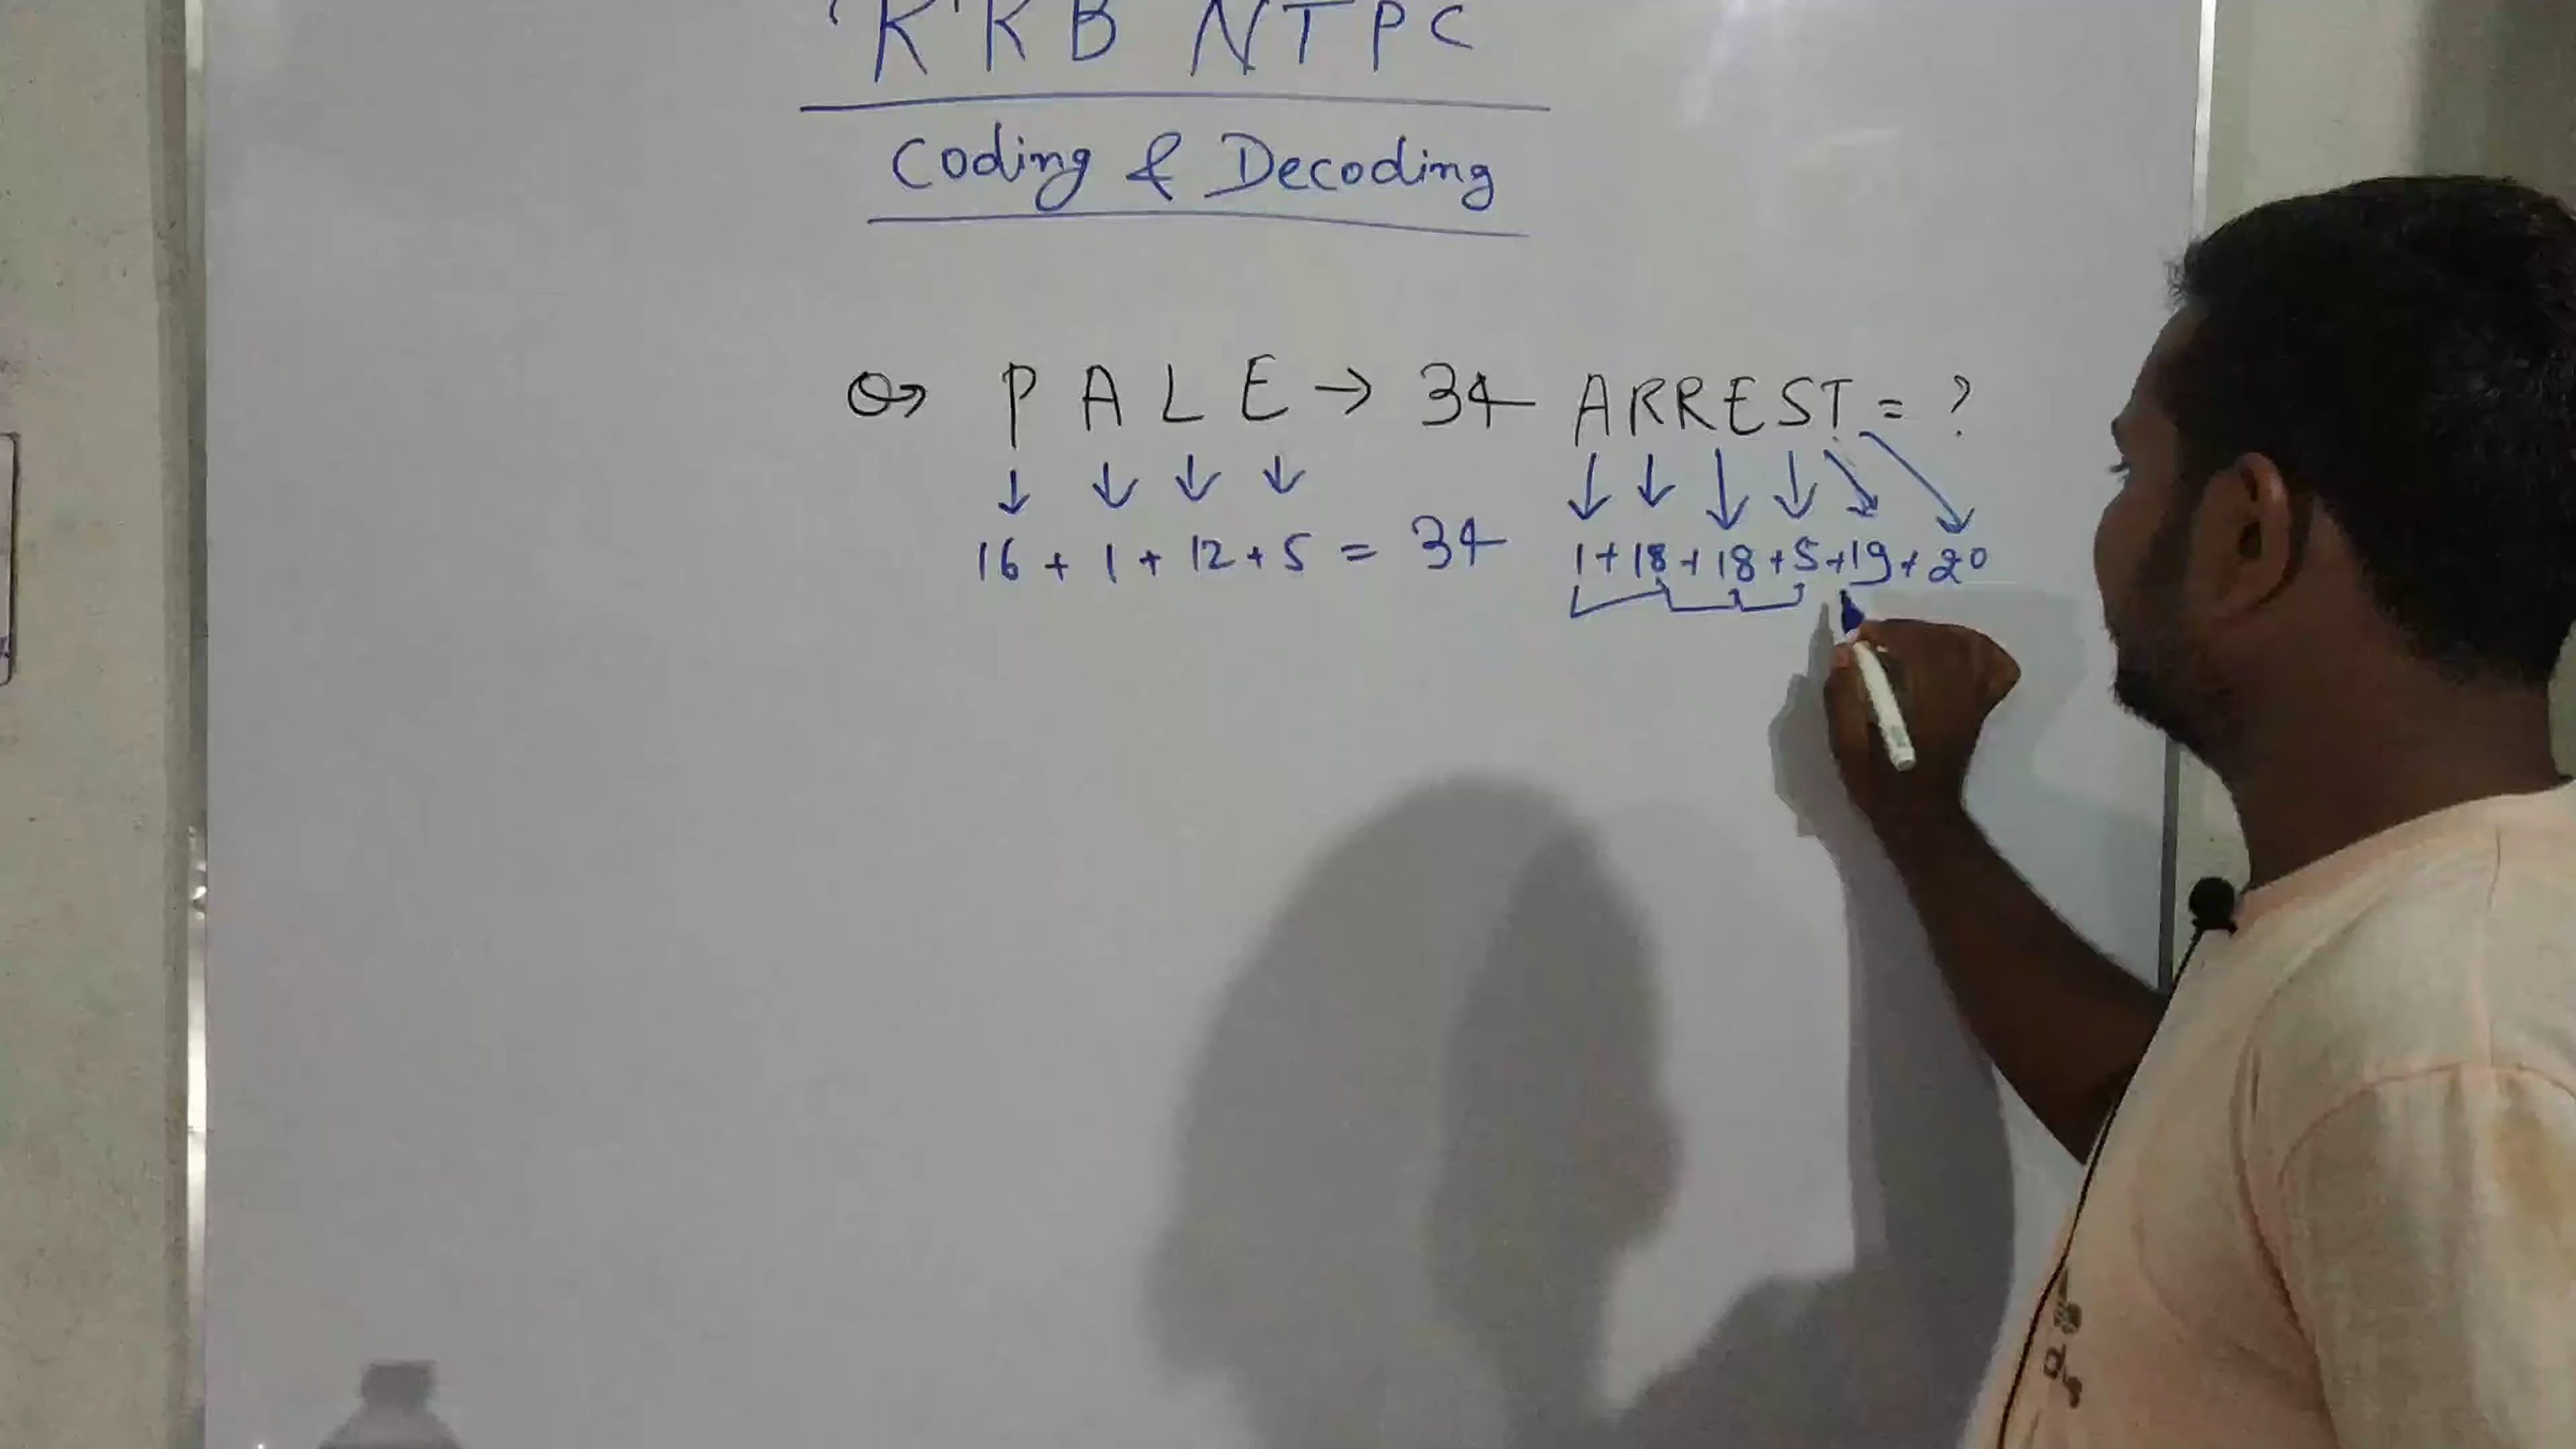 RRB NTPC
Coding & Decoding
Q→ PALE → 34 ARREST = ?
16 + 1 + 12 + 5 = 34 1 + 18 + 18 + 5 + 19 + 20